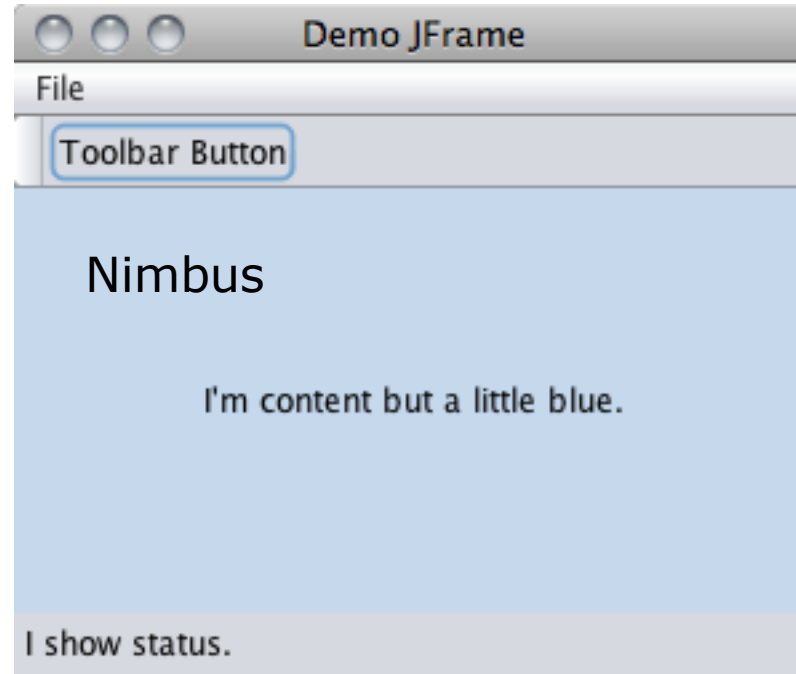 Demo JFrame
File
Toolbar Button
Nimbus
I'm content but a little blue.
I show status.